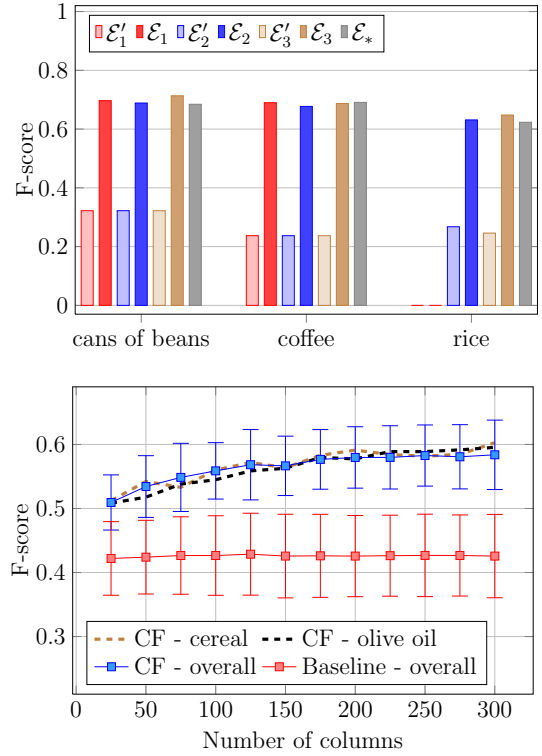 1
ℰ′₁ ℰ₁ ℰ′₂ ℰ₂ ℰ′₃ ℰ₃ ℰ∗
0.8
0.6
0.4
0.2
0
F-score
cans of beans coffee rice
0.6
0.5
0.4
0.3
F-score
CF - cereal CF - olive oil
CF - overall Baseline - overall
0 50 100 150 200 250 300
Number of columns